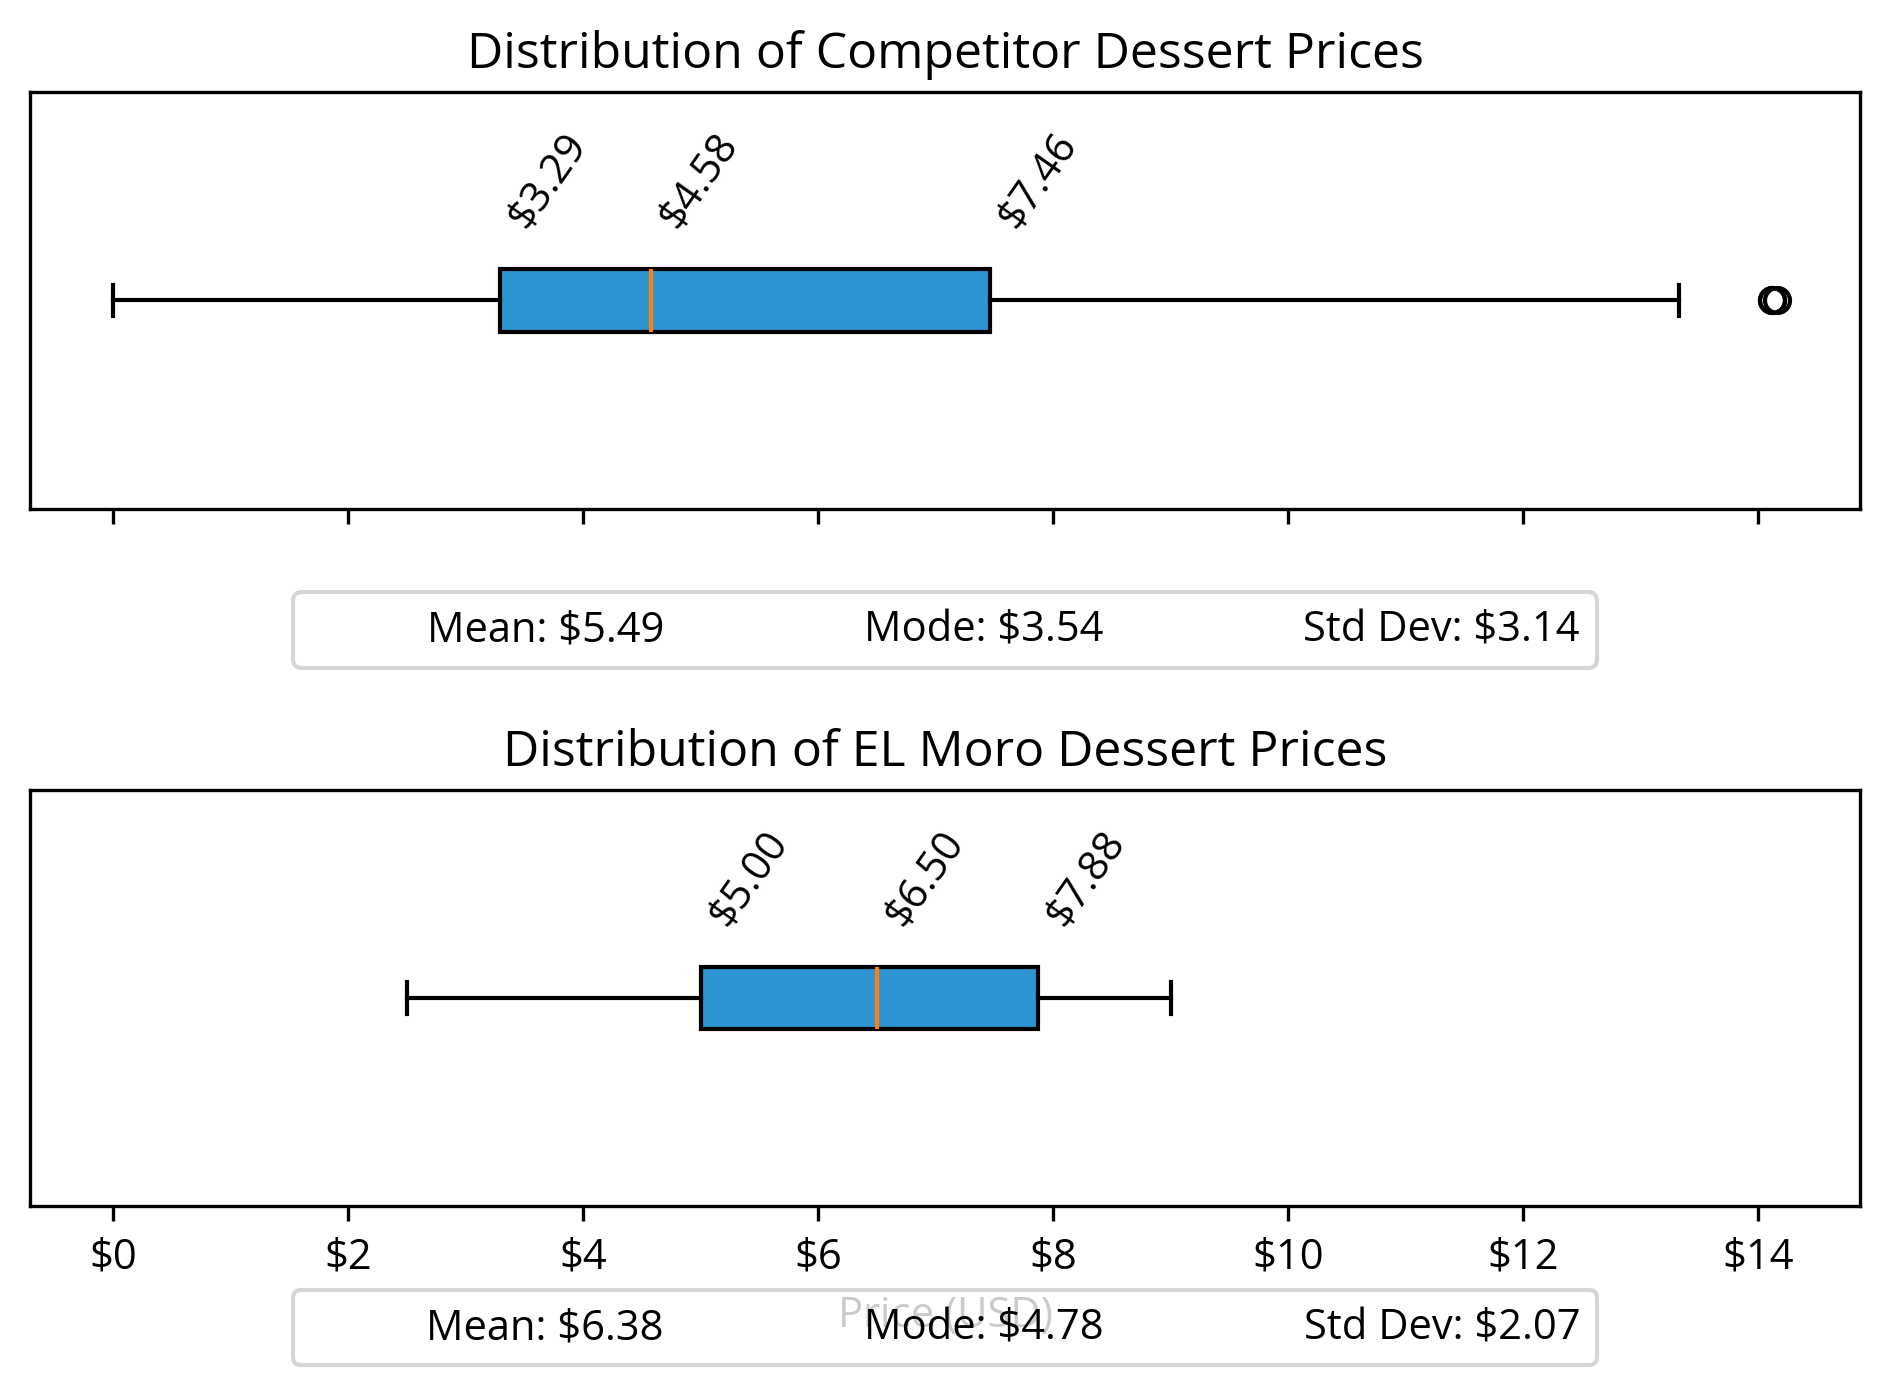 Distribution of Competitor Dessert Prices
$3.29 $4.58 $7.46
Mean: $5.49 Mode: $3.54 Std Dev: $3.14
Distribution of EL Moro Dessert Prices
$5.00 $6.50 $7.88
$0 $2 $4 $6 $8 $10 $12 $14
Price (USD)
Mean: $6.38 Mode: $4.78 Std Dev: $2.07